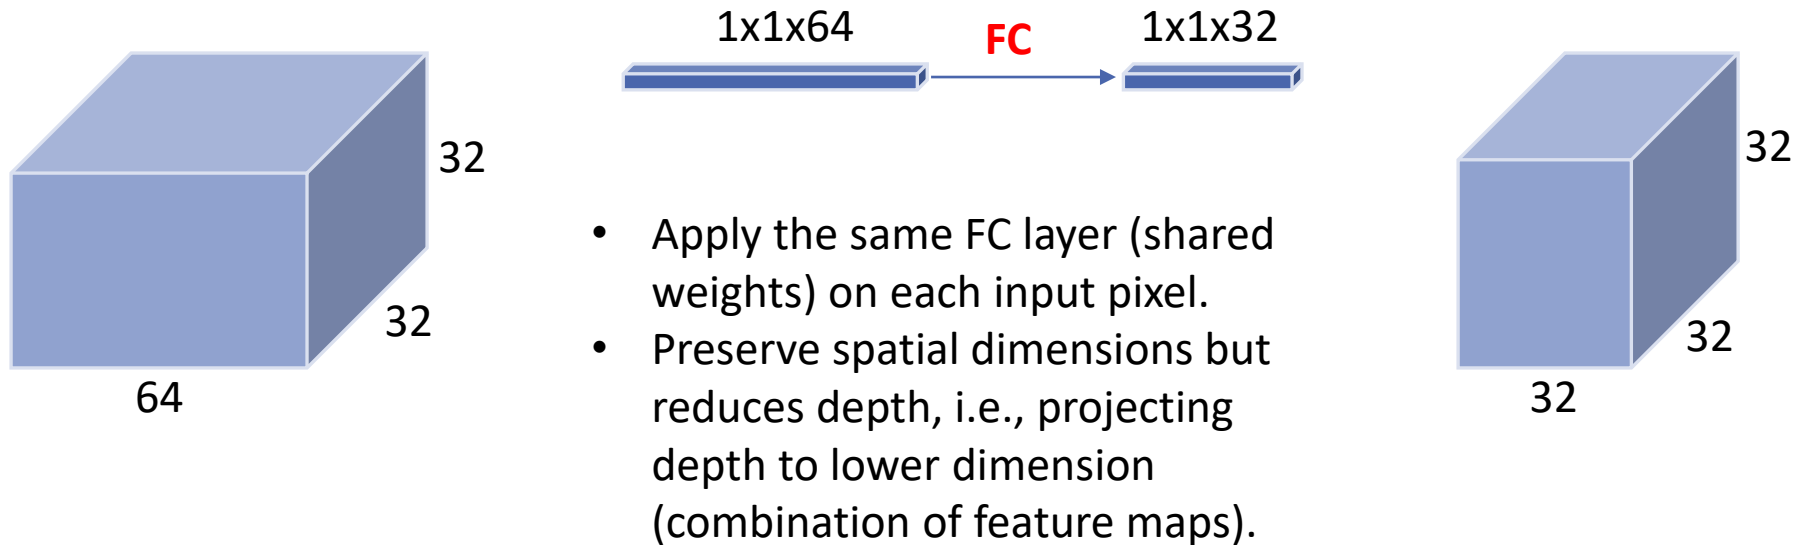 1x1x64
FC
1x1x32
32
32
64
• Apply the same FC layer (shared
weights) on each input pixel.
• Preserve spatial dimensions but
reduces depth, i.e., projecting
depth to lower dimension
(combination of feature maps).
32
32
32